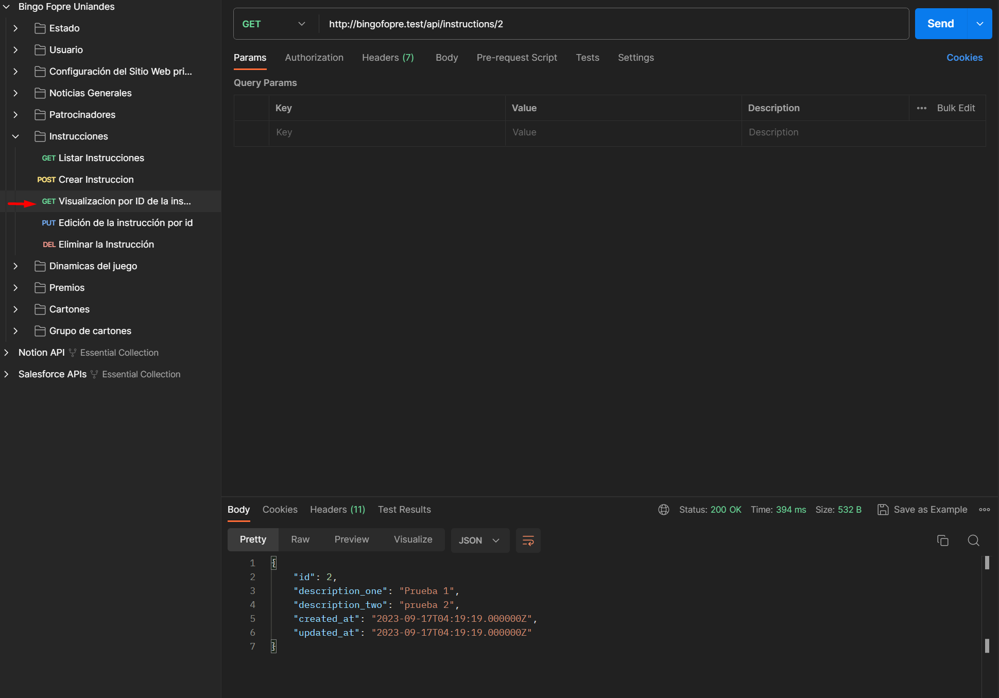 Bingo Fopre Uniandes
Estado
Usuario
Configuración del Sitio Web pri...
Noticias Generales
Patrocinadores
Instrucciones
GET Listar Instrucciones
POST Crear Instruccion
GET Visualizacion por ID de la ins...
PUT Edición de la instrucción por id
DEL Eliminar la Instrucción
Dinamicas del juego
Premios
Cartones
Grupo de cartones
Notion API Essential Collection
Salesforce APIs Essential Collection
GET http://bingofopre.test/api/instructions/2 Send
Params Authorization Headers (7) Body Pre-request Script Tests Settings Cookies
Query Params
Key Value Description Bulk Edit
Key Value Description
Body Cookies Headers (11) Test Results Status: 200 OK Time: 394 ms Size: 532 B Save as Example
Pretty Raw Preview Visualize JSON
1 {
2 "id": 2,
3 "description_one": "Prueba 1",
4 "description_two": "prueba 2",
5 "created_at": "2023-09-17T04:19:19.000000Z",
6 "updated_at": "2023-09-17T04:19:19.000000Z"
7 }